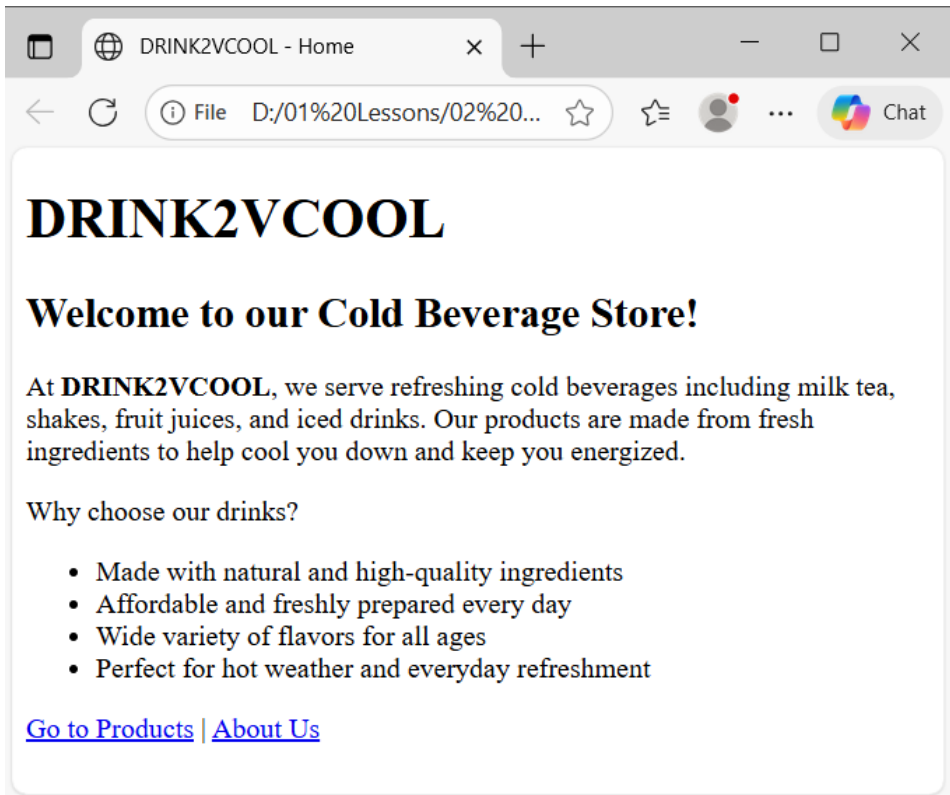 DRINK2VCOOL - Home
File D:/01%20Lessons/02%20...
Chat
DRINK2VCOOL
Welcome to our Cold Beverage Store!
At DRINK2VCOOL, we serve refreshing cold beverages including milk tea,
shakes, fruit juices, and iced drinks. Our products are made from fresh
ingredients to help cool you down and keep you energized.
Why choose our drinks?
• Made with natural and high-quality ingredients
• Affordable and freshly prepared every day
• Wide variety of flavors for all ages
• Perfect for hot weather and everyday refreshment
Go to Products | About Us